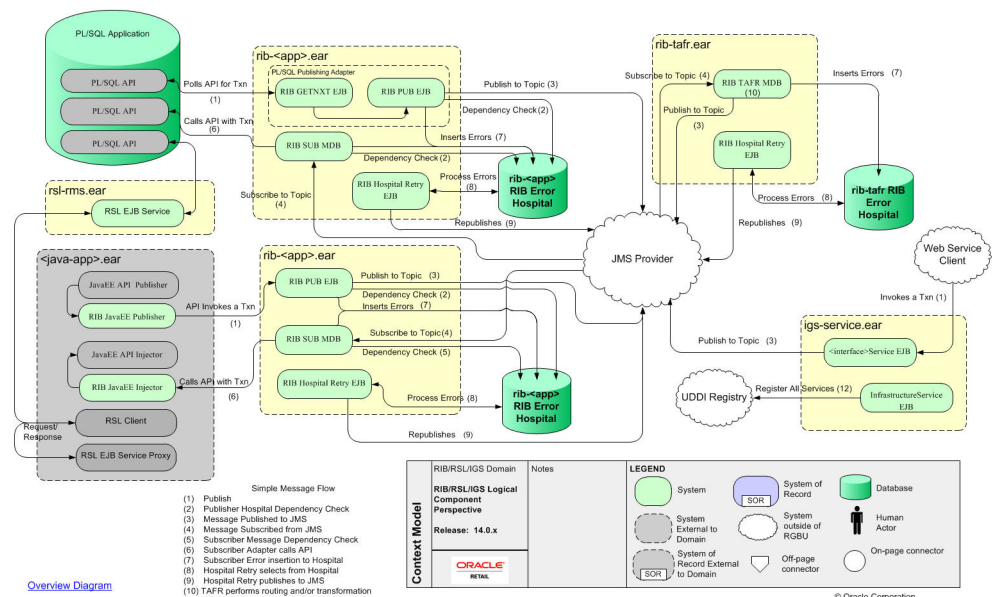 PL/SQL Application
PL/SQL API
PL/SQL API
PL/SQL API
rsl-rms.ear
RSL EJB Service
<java-app>.ear
JavaEE API Publisher
RIB JavaEE Publisher
JavaEE API Injector
RIB JavaEE Injector
Request/
Response
RSL Client
RSL EJB Service Proxy
Polls API for Txn
(1)
Calls API with Txn
(6)
API Invokes a Txn
(1)
Calls API with Txn
(6)
rib-<app>.ear
PL/SQL Publishing Adapter
RIB GETNXT EJB
RIB PUB EJB
RIB SUB MDB
RIB Hospital Retry
EJB
Subscribe to Topic
(4)
Publish to Topic (3)
Dependency Check(2)
Inserts Errors (7)
Dependency Check(2)
Process Errors
(8)
Republishes (9)
rib-<app>
RIB Error
Hospital
rib-<app>.ear
RIB PUB EJB
RIB SUB MDB
RIB Hospital Retry EJB
Publish to Topic (3)
Dependency Check (2)
Inserts Errors (7)
Subscribe to Topic(4)
Dependency Check (5)
Process Errors (8)
Republishes (9)
rib-<app>
RIB Error
Hospital
JMS Provider
rib-tafr.ear
Subscribe to Topic (4)
RIB TAFR MDB
(10)
Publish to Topic
(3)
RIB Hospital Retry
EJB
Inserts Errors (7)
Process Errors (8)
Republishes (9)
rib-tafr RIB
Error
Hospital
Web Service
Client
Invokes a Txn (1)
igs-service.ear
Publish to Topic (3)
<interface>Service EJB
Register All Services (12)
InfrastructureService
EJB
UDDI Registry
Simple Message Flow
(1) Publish
(2) Publisher Hospital Dependency Check
(3) Message Published to JMS
(4) Message Subscribed from JMS
(5) Subscriber Message Dependency Check
(6) Subscriber Adapter calls API
(7) Subscriber Error insertion to Hospital
(8) Hospital Retry selects from Hospital
(9) Hospital Retry publishes to JMS
(10) TAFR performs routing and/or transformation
Overview Diagram
Context Model
RIB/RSL/IGS Domain
RIB/RSL/IGS Logical
Component
Perspective
Release: 14.0.x
ORACLE
RETAIL
Notes
LEGEND
System
SOR
System of
Record
Database
System
External to
Domain
System
outside of
RGBU
Human
Actor
SOR
System of
Record External
to Domain
Off-page
connector
On-page connector
© Oracle Corporation